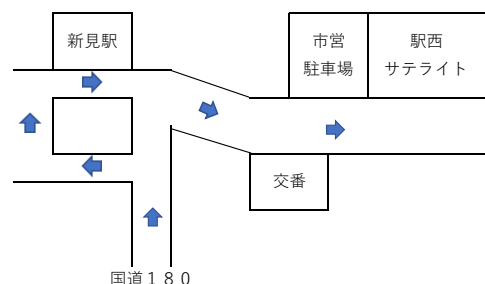 新見駅
市営
駐車場
駅西
サテライト
交番
国道１８０